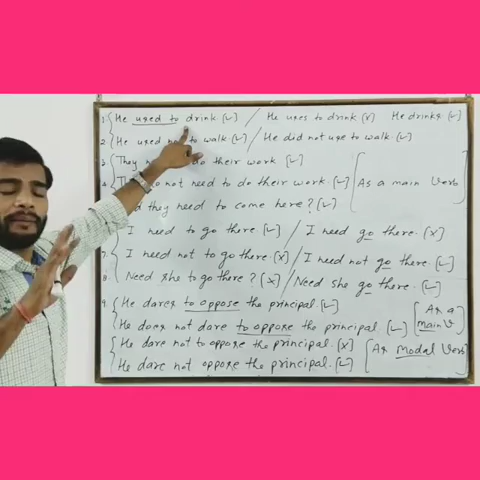 1. He used to drink [✓] / He uses to drink [x] He drinks [✓]
2. He used not to walk [✓] / He did not use to walk [✓]
3. They do their work [✓]
4. not need to do their work [✓] As a main Verb
they need to come here? [✓]
I need to go there. [✓] / I need go there. [x]
7. I need not to go there [x] / I need not go there. [✓]
8. Need she to go there? [x] / Need she go there. [✓]
9. He dares to oppose the principal. [✓] As a
He does not dare to oppose the principal [✓] main V
He dare not to oppose the principal. [x] As Modal Verb
He dare not oppose the principal. [✓]